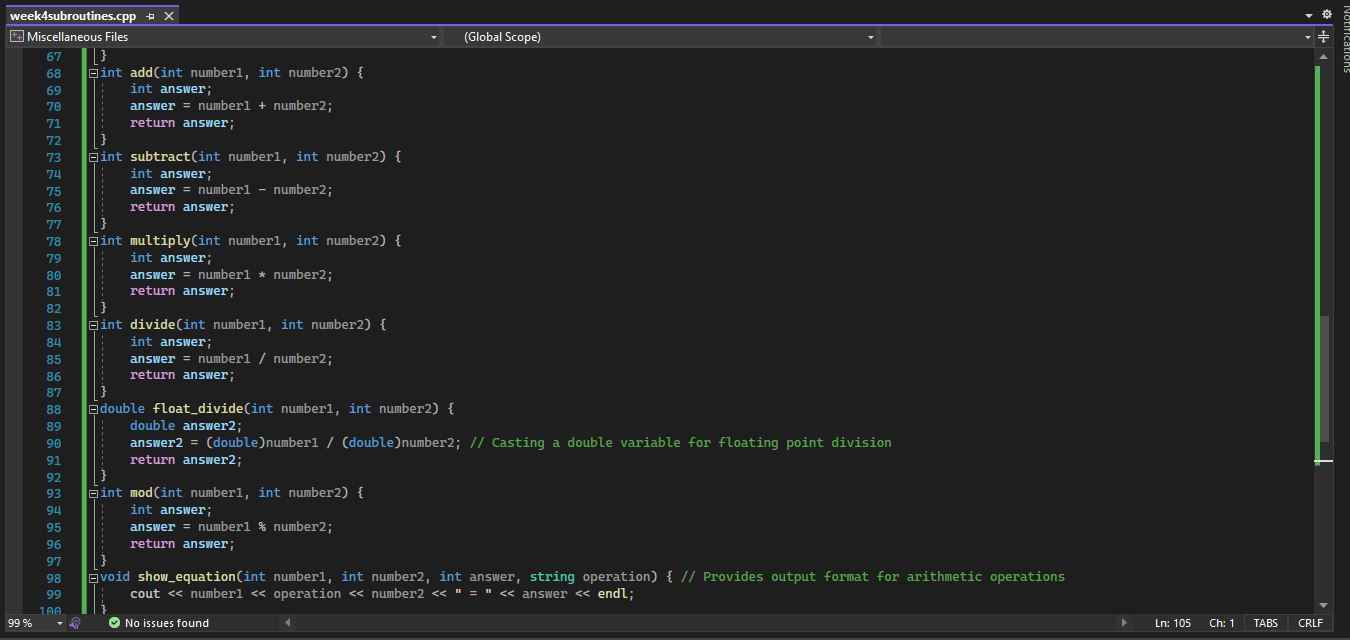 week4subroutines.cpp
Miscellaneous Files (Global Scope)
Notifications
67 }
68 int add(int number1, int number2) {
69 int answer;
70 answer = number1 + number2;
71 return answer;
72 }
73 int subtract(int number1, int number2) {
74 int answer;
75 answer = number1 - number2;
76 return answer;
77 }
78 int multiply(int number1, int number2) {
79 int answer;
80 answer = number1 * number2;
81 return answer;
82 }
83 int divide(int number1, int number2) {
84 int answer;
85 answer = number1 / number2;
86 return answer;
87 }
88 double float_divide(int number1, int number2) {
89 double answer2;
90 answer2 = (double)number1 / (double)number2; // Casting a double variable for floating point division
91 return answer2;
92 }
93 int mod(int number1, int number2) {
94 int answer;
95 answer = number1 % number2;
96 return answer;
97 }
98 void show_equation(int number1, int number2, int answer, string operation) { // Provides output format for arithmetic operations
99 cout << number1 << operation << number2 << " = " << answer << endl;
100 }
99 % No issues found Ln: 105 Ch: 1 TABS CRLF